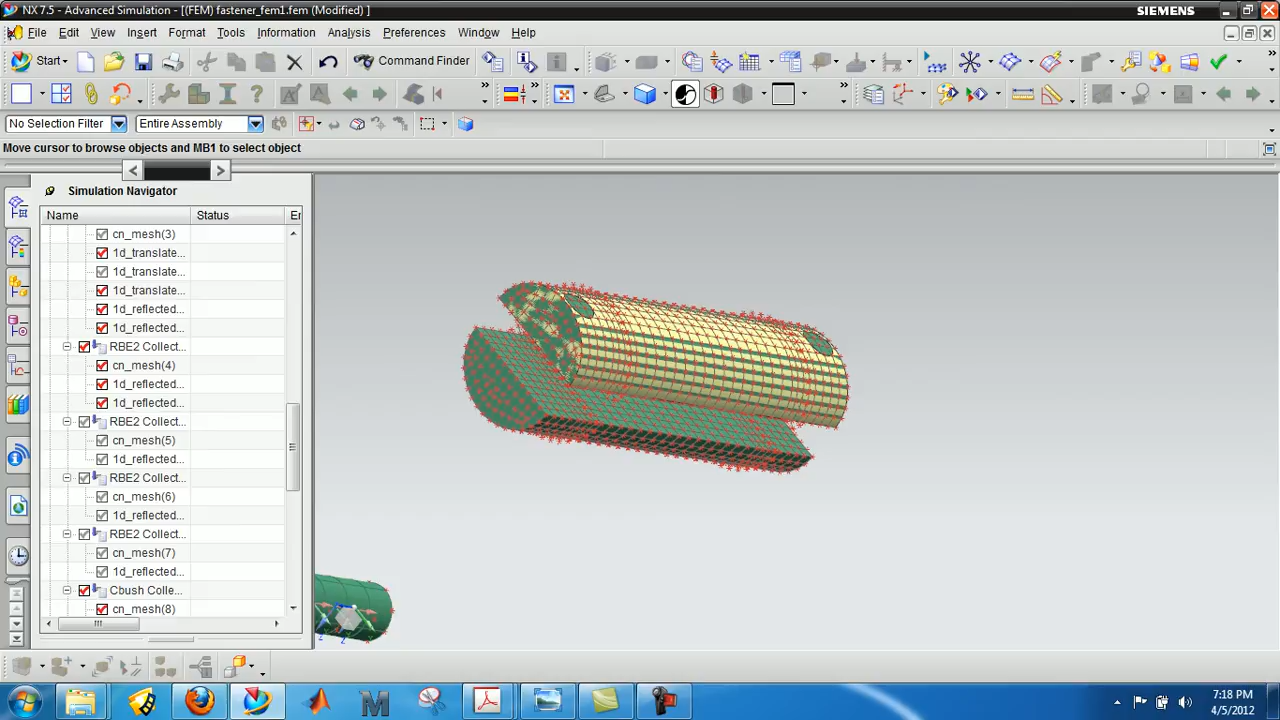 NX 7.5 - Advanced Simulation - [(FEM) fastener_fem1.fem (Modified) ]
SIEMENS
File Edit View Insert Format Tools Information Analysis Preferences Window Help
Start
Command Finder
No Selection Filter
Entire Assembly
Move cursor to browse objects and MB1 to select object
Simulation Navigator
Name Status Er
cn_mesh(3)
1d_translate...
1d_translate...
1d_translate...
1d_reflected...
1d_reflected...
RBE2 Collect...
cn_mesh(4)
1d_reflected...
1d_reflected...
RBE2 Collect...
cn_mesh(5)
1d_reflected...
RBE2 Collect...
cn_mesh(6)
1d_reflected...
RBE2 Collect...
cn_mesh(7)
1d_reflected...
Cbush Colle...
cn_mesh(8)
7:18 PM
4/5/2012